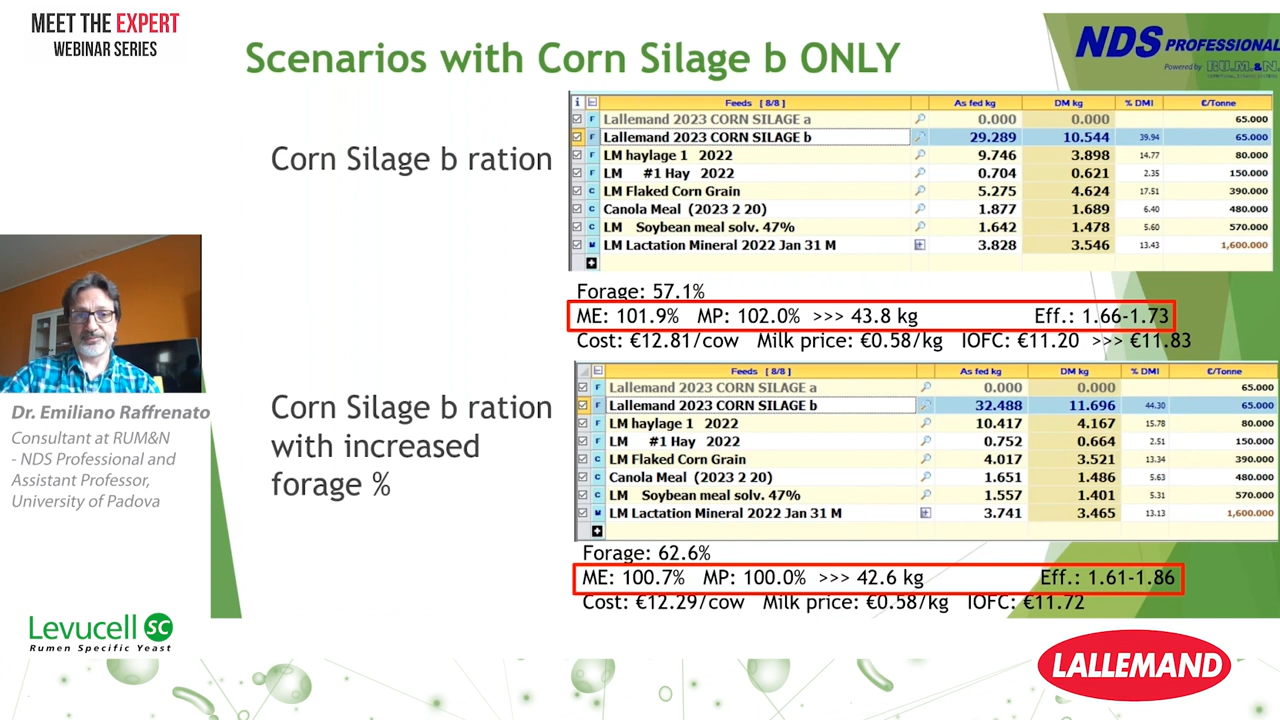 MEET THE EXPERT
WEBINAR SERIES
Scenarios with Corn Silage b ONLY
NDS PROFESSIONAL
Powered by RU.M.&N.
Corn Silage b ration
i Feeds [ 8/8 ] As fed kg DM kg % DMI €/Tonne
F Lallemand 2023 CORN SILAGE a 0.000 0.000 65.000
F Lallemand 2023 CORN SILAGE b 29.289 10.544 39.94 65.000
F LM haylage 1 2022 9.746 3.898 14.77 80.000
F LM #1 Hay 2022 0.704 0.621 2.35 150.000
C LM Flaked Corn Grain 5.275 4.624 17.51 390.000
C Canola Meal (2023 2 20) 1.877 1.689 6.40 480.000
C LM Soybean meal solv. 47% 1.642 1.478 5.60 570.000
M LM Lactation Mineral 2022 Jan 31 M 3.828 3.546 13.43 1,600.000
Forage: 57.1%
ME: 101.9% MP: 102.0% >>> 43.8 kg Eff.: 1.66-1.73
Cost: €12.81/cow Milk price: €0.58/kg IOFC: €11.20 >>> €11.83
Corn Silage b ration
with increased
forage %
Feeds [ 8/8 ] As fed kg DM kg % DMI €/Tonne
F Lallemand 2023 CORN SILAGE a 0.000 0.000 65.000
F Lallemand 2023 CORN SILAGE b 32.488 11.696 44.30 65.000
F LM haylage 1 2022 10.417 4.167 15.78 80.000
F LM #1 Hay 2022 0.752 0.664 2.51 150.000
C LM Flaked Corn Grain 4.017 3.521 13.34 390.000
C Canola Meal (2023 2 20) 1.651 1.486 5.63 480.000
C LM Soybean meal solv. 47% 1.557 1.401 5.31 570.000
M LM Lactation Mineral 2022 Jan 31 M 3.741 3.465 13.13 1,600.000
Forage: 62.6%
ME: 100.7% MP: 100.0% >>> 42.6 kg Eff.: 1.61-1.86
Cost: €12.29/cow Milk price: €0.58/kg IOFC: €11.72
Dr. Emiliano Raffrenato
Consultant at RUM&N
- NDS Professional and
Assistant Professor,
University of Padova
Levucell SC
Rumen Specific Yeast
LALLEMAND